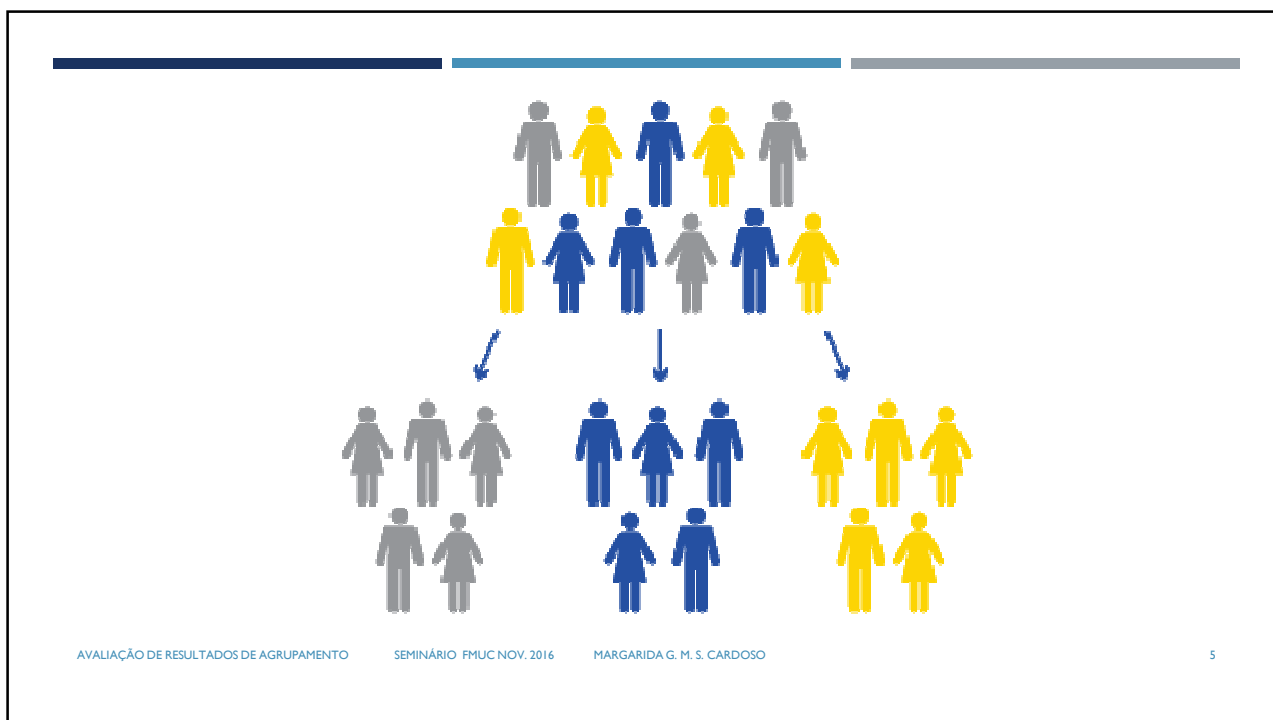 AVALIAÇÃO DE RESULTADOS DE AGRUPAMENTO SEMINÁRIO FMUC NOV. 2016 MARGARIDA G. M. S. CARDOSO 5